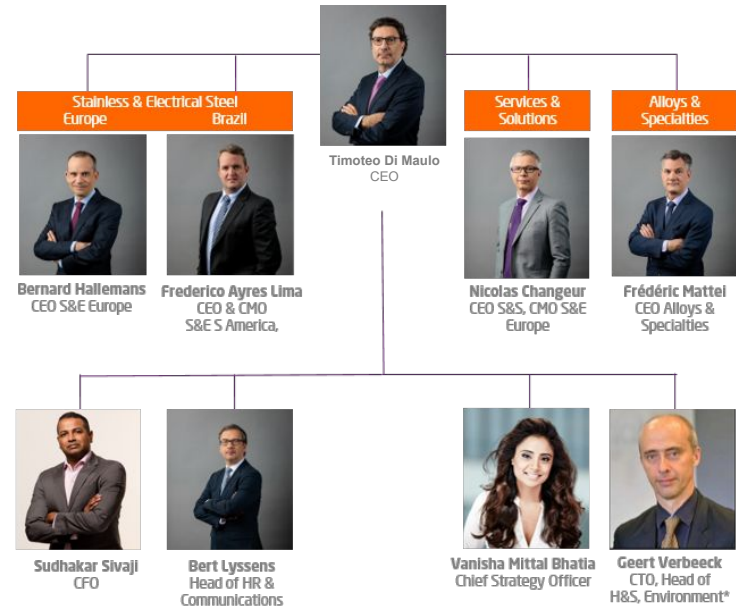 Stainless & Electrical Steel
Europe Brazil
Services &
Solutions
Alloys &
Specialties
Timoteo Di Maulo
CEO
Bernard Hallemans
CEO S&E Europe
Frederico Ayres Lima
CEO & CMO
S&E S America,
Nicolas Changeur
CEO S&S, CMO S&E
Europe
Frédéric Mattei
CEO Alloys &
Specialties
Sudhakar Sivaji
CFO
Bert Lyssens
Head of HR &
Communications
Vanisha Mittal Bhatia
Chief Strategy Officer
Geert Verbeeck
CTO, Head of
H&S, Environment*